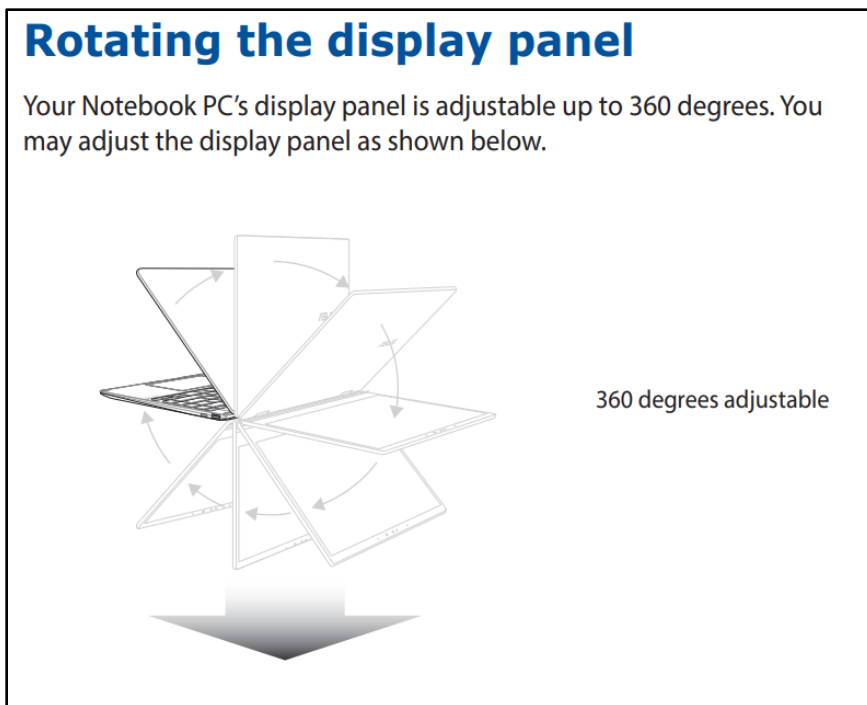 Rotating the display panel
Your Notebook PC’s display panel is adjustable up to 360 degrees. You
may adjust the display panel as shown below.
360 degrees adjustable